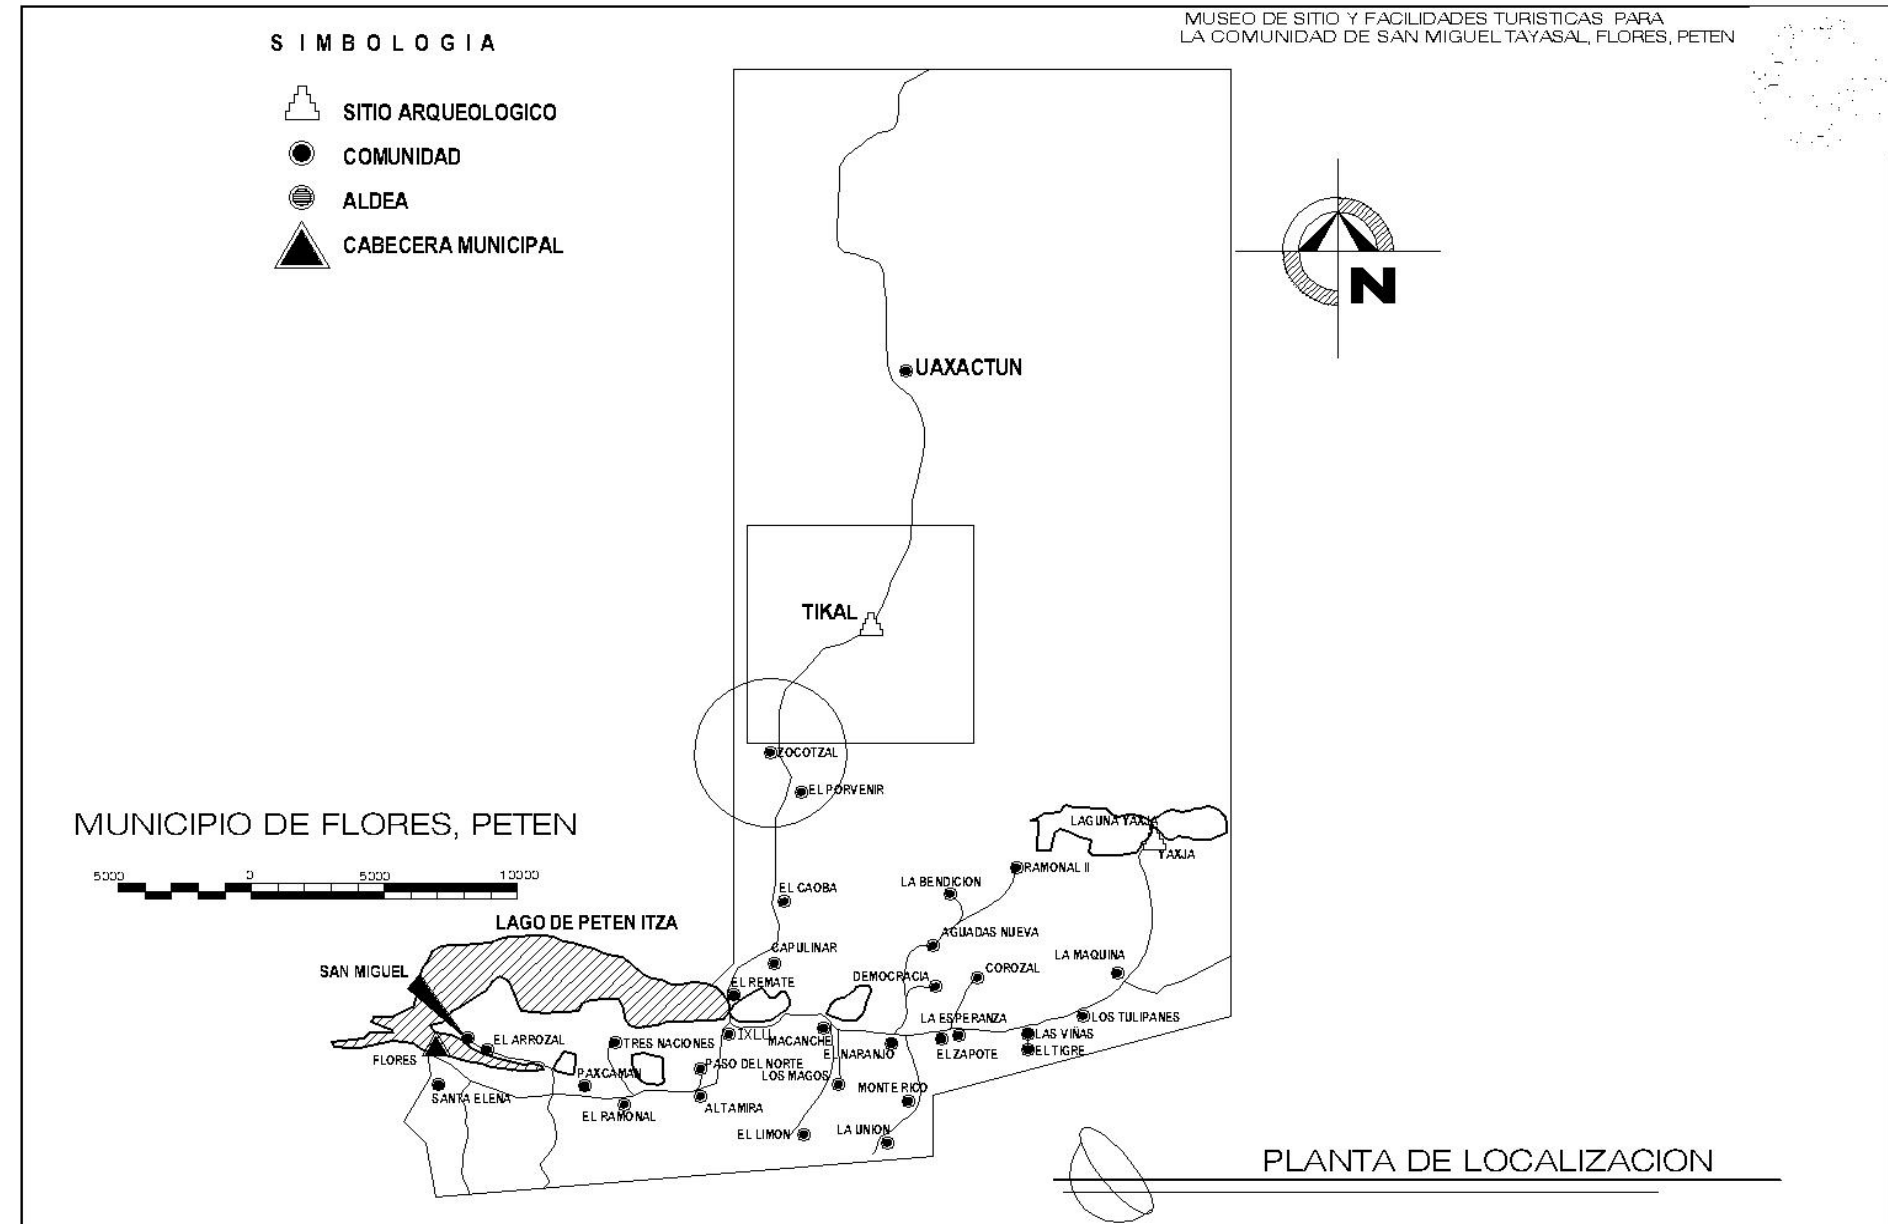 MUSEO DE SITIO Y FACILIDADES TURISTICAS PARA
LA COMUNIDAD DE SAN MIGUEL TAYASAL, FLORES, PETEN
SIMBOLOGIA
SITIO ARQUEOLOGICO
COMUNIDAD
ALDEA
CABECERA MUNICIPAL
N
UAXACTUN
TIKAL
ZOCOTZAL
EL PORVENIR
MUNICIPIO DE FLORES, PETEN
5000 0 5000 10000
LAGUNA YAXJA
YAXJA
RAMONAL II
LA BENDICION
EL CAOBA
LAGO DE PETEN ITZA
AGUADAS NUEVA
CAPULINAR
LA MAQUINA
SAN MIGUEL
COROZAL
DEMOCRACIA
EL REMATE
LA ESPERANZA
LOS TULIPANES
IXLU
LAS VIÑAS
EL ARROZAL
TRES NACIONES
MACANCHE
EL NARANJO
EL ZAPOTE
EL TIGRE
FLORES
PASO DEL NORTE
PAXCAMAN
LOS MAGOS
MONTE RICO
SANTA ELENA
ALTAMIRA
EL RAMONAL
EL LIMON
LA UNION
PLANTA DE LOCALIZACION